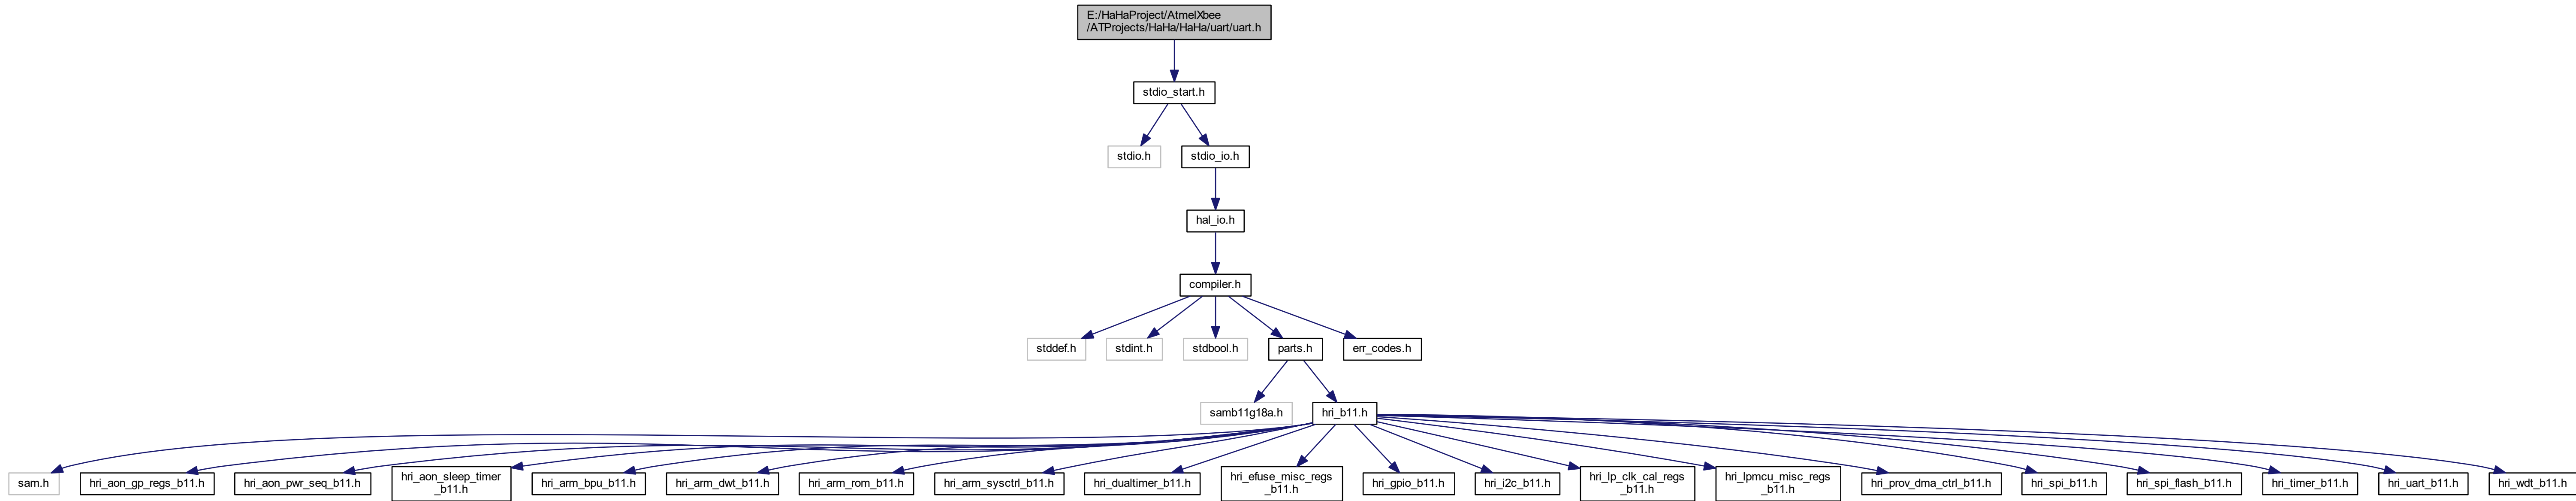 E:/HaHaProject/AtmelXbee
/ATProjects/HaHa/HaHa/uart/uart.h
stdio_start.h
stdio.h
stdio_io.h
hal_io.h
compiler.h
stddef.h
stdint.h
stdbool.h
parts.h
err_codes.h
samb11g18a.h
hri_b11.h
sam.h
hri_aon_gp_regs_b11.h
hri_aon_pwr_seq_b11.h
hri_aon_sleep_timer
_b11.h
hri_arm_bpu_b11.h
hri_arm_dwt_b11.h
hri_arm_rom_b11.h
hri_arm_sysctrl_b11.h
hri_dualtimer_b11.h
hri_efuse_misc_regs
_b11.h
hri_gpio_b11.h
hri_i2c_b11.h
hri_lp_clk_cal_regs
_b11.h
hri_lpmcu_misc_regs
_b11.h
hri_prov_dma_ctrl_b11.h
hri_spi_b11.h
hri_spi_flash_b11.h
hri_timer_b11.h
hri_uart_b11.h
hri_wdt_b11.h